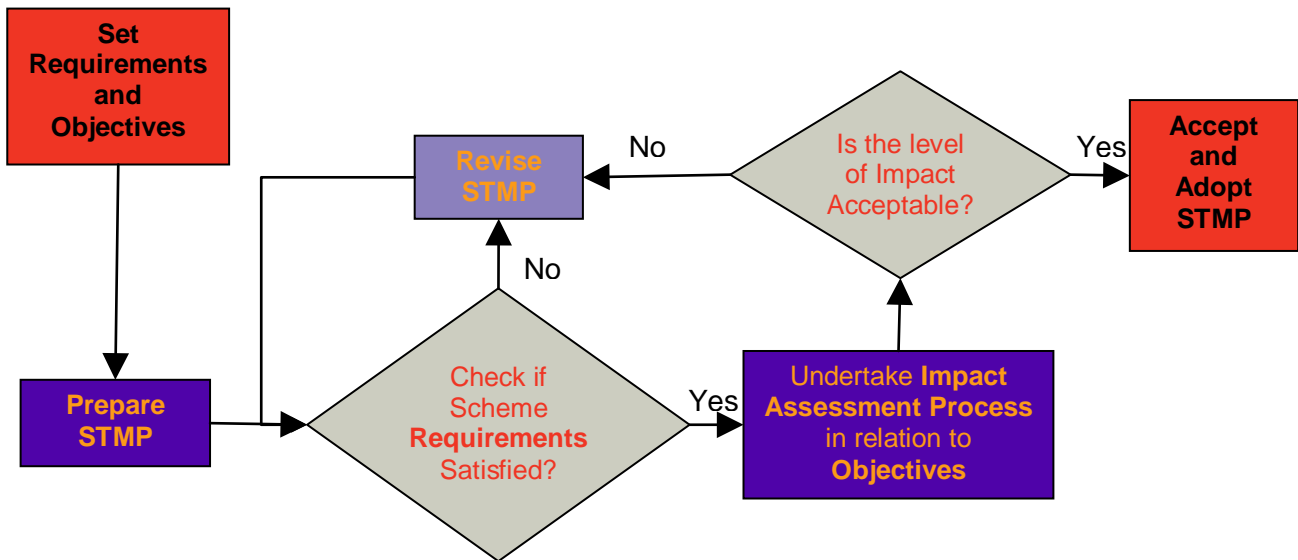 Set
Requirements
and
Objectives
Prepare
STMP
Revise
STMP
No
Check if
Scheme
Requirements
Satisfied?
Yes
Undertake Impact
Assessment Process
in relation to
Objectives
No
Is the level
of Impact
Acceptable?
Yes
Accept
and
Adopt
STMP